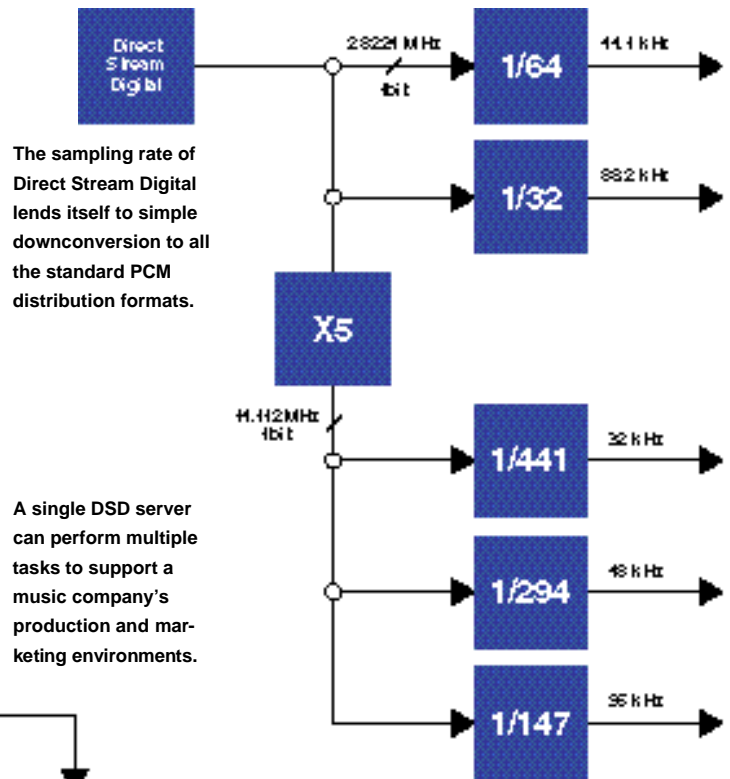 Direct
Stream
Digital
2.8224 MHz
1bit
1/64
44.1 kHz
The sampling rate of
Direct Stream Digital
lends itself to simple
downconversion to all
the standard PCM
distribution formats.
1/32
88.2 kHz
X5
14.112 MHz
1bit
1/441
32 kHz
A single DSD server
can perform multiple
tasks to support a
music company's
production and mar-
keting environments.
1/294
48 kHz
1/147
96 kHz